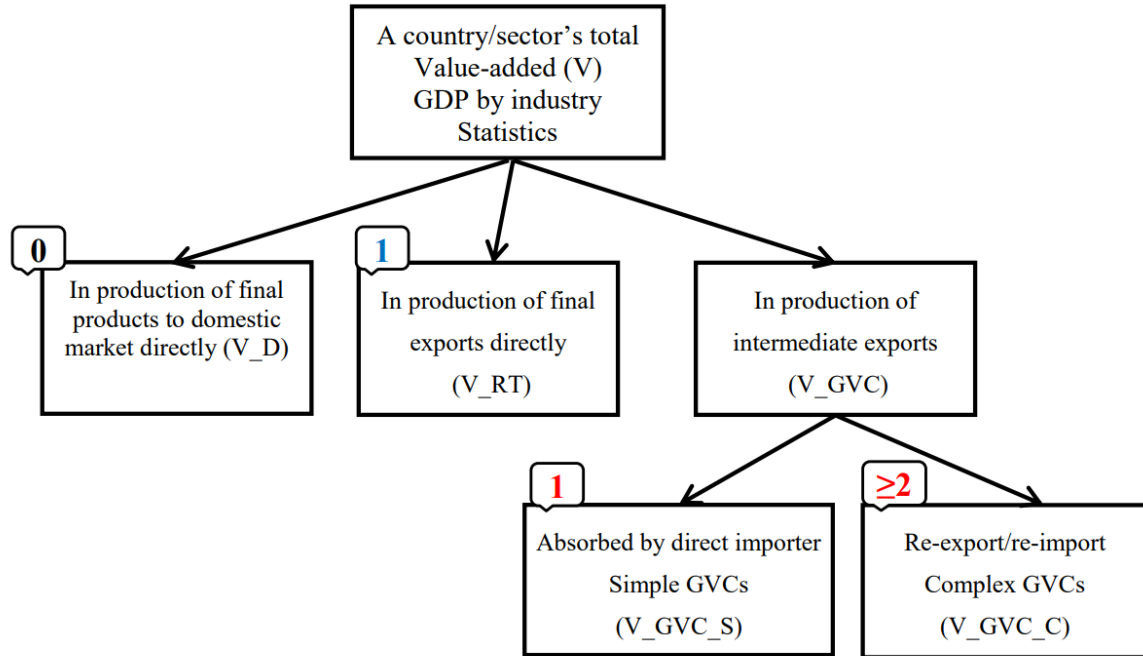 A country/sector's total
Value-added (V)
GDP by industry
Statistics
0
In production of final
products to domestic
market directly (V_D)
1
In production of final
exports directly
(V_RT)
In production of
intermediate exports
(V_GVC)
1
Absorbed by direct importer
Simple GVCs
(V_GVC_S)
≥2
Re-export/re-import
Complex GVCs
(V_GVC_C)